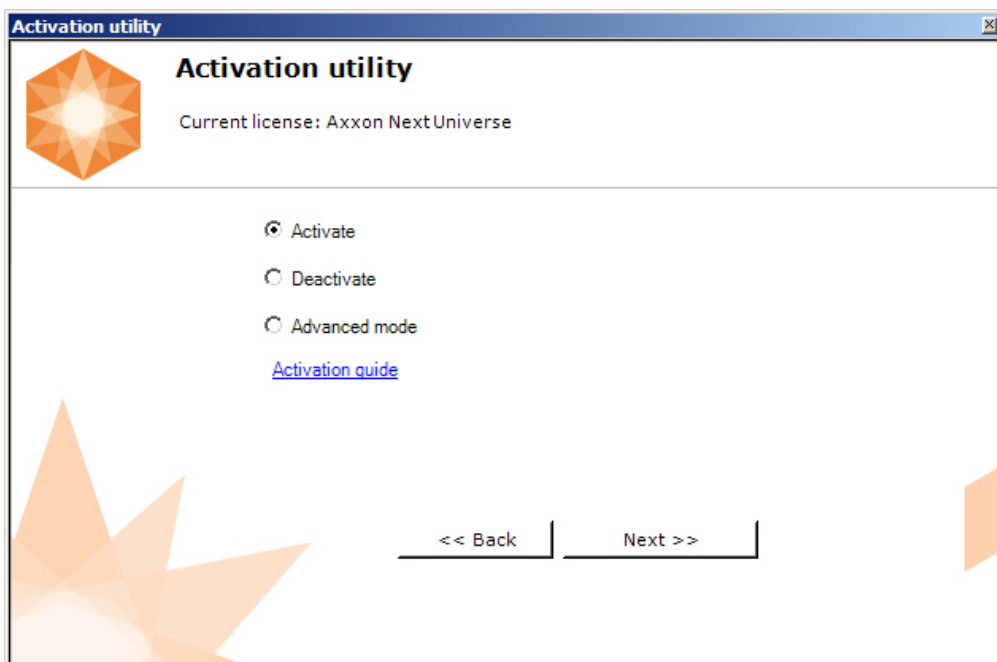 Activation utility
Activation utility
Current license: Axxon Next Universe
Activate
Deactivate
Advanced mode
Activation guide
<< Back Next >>